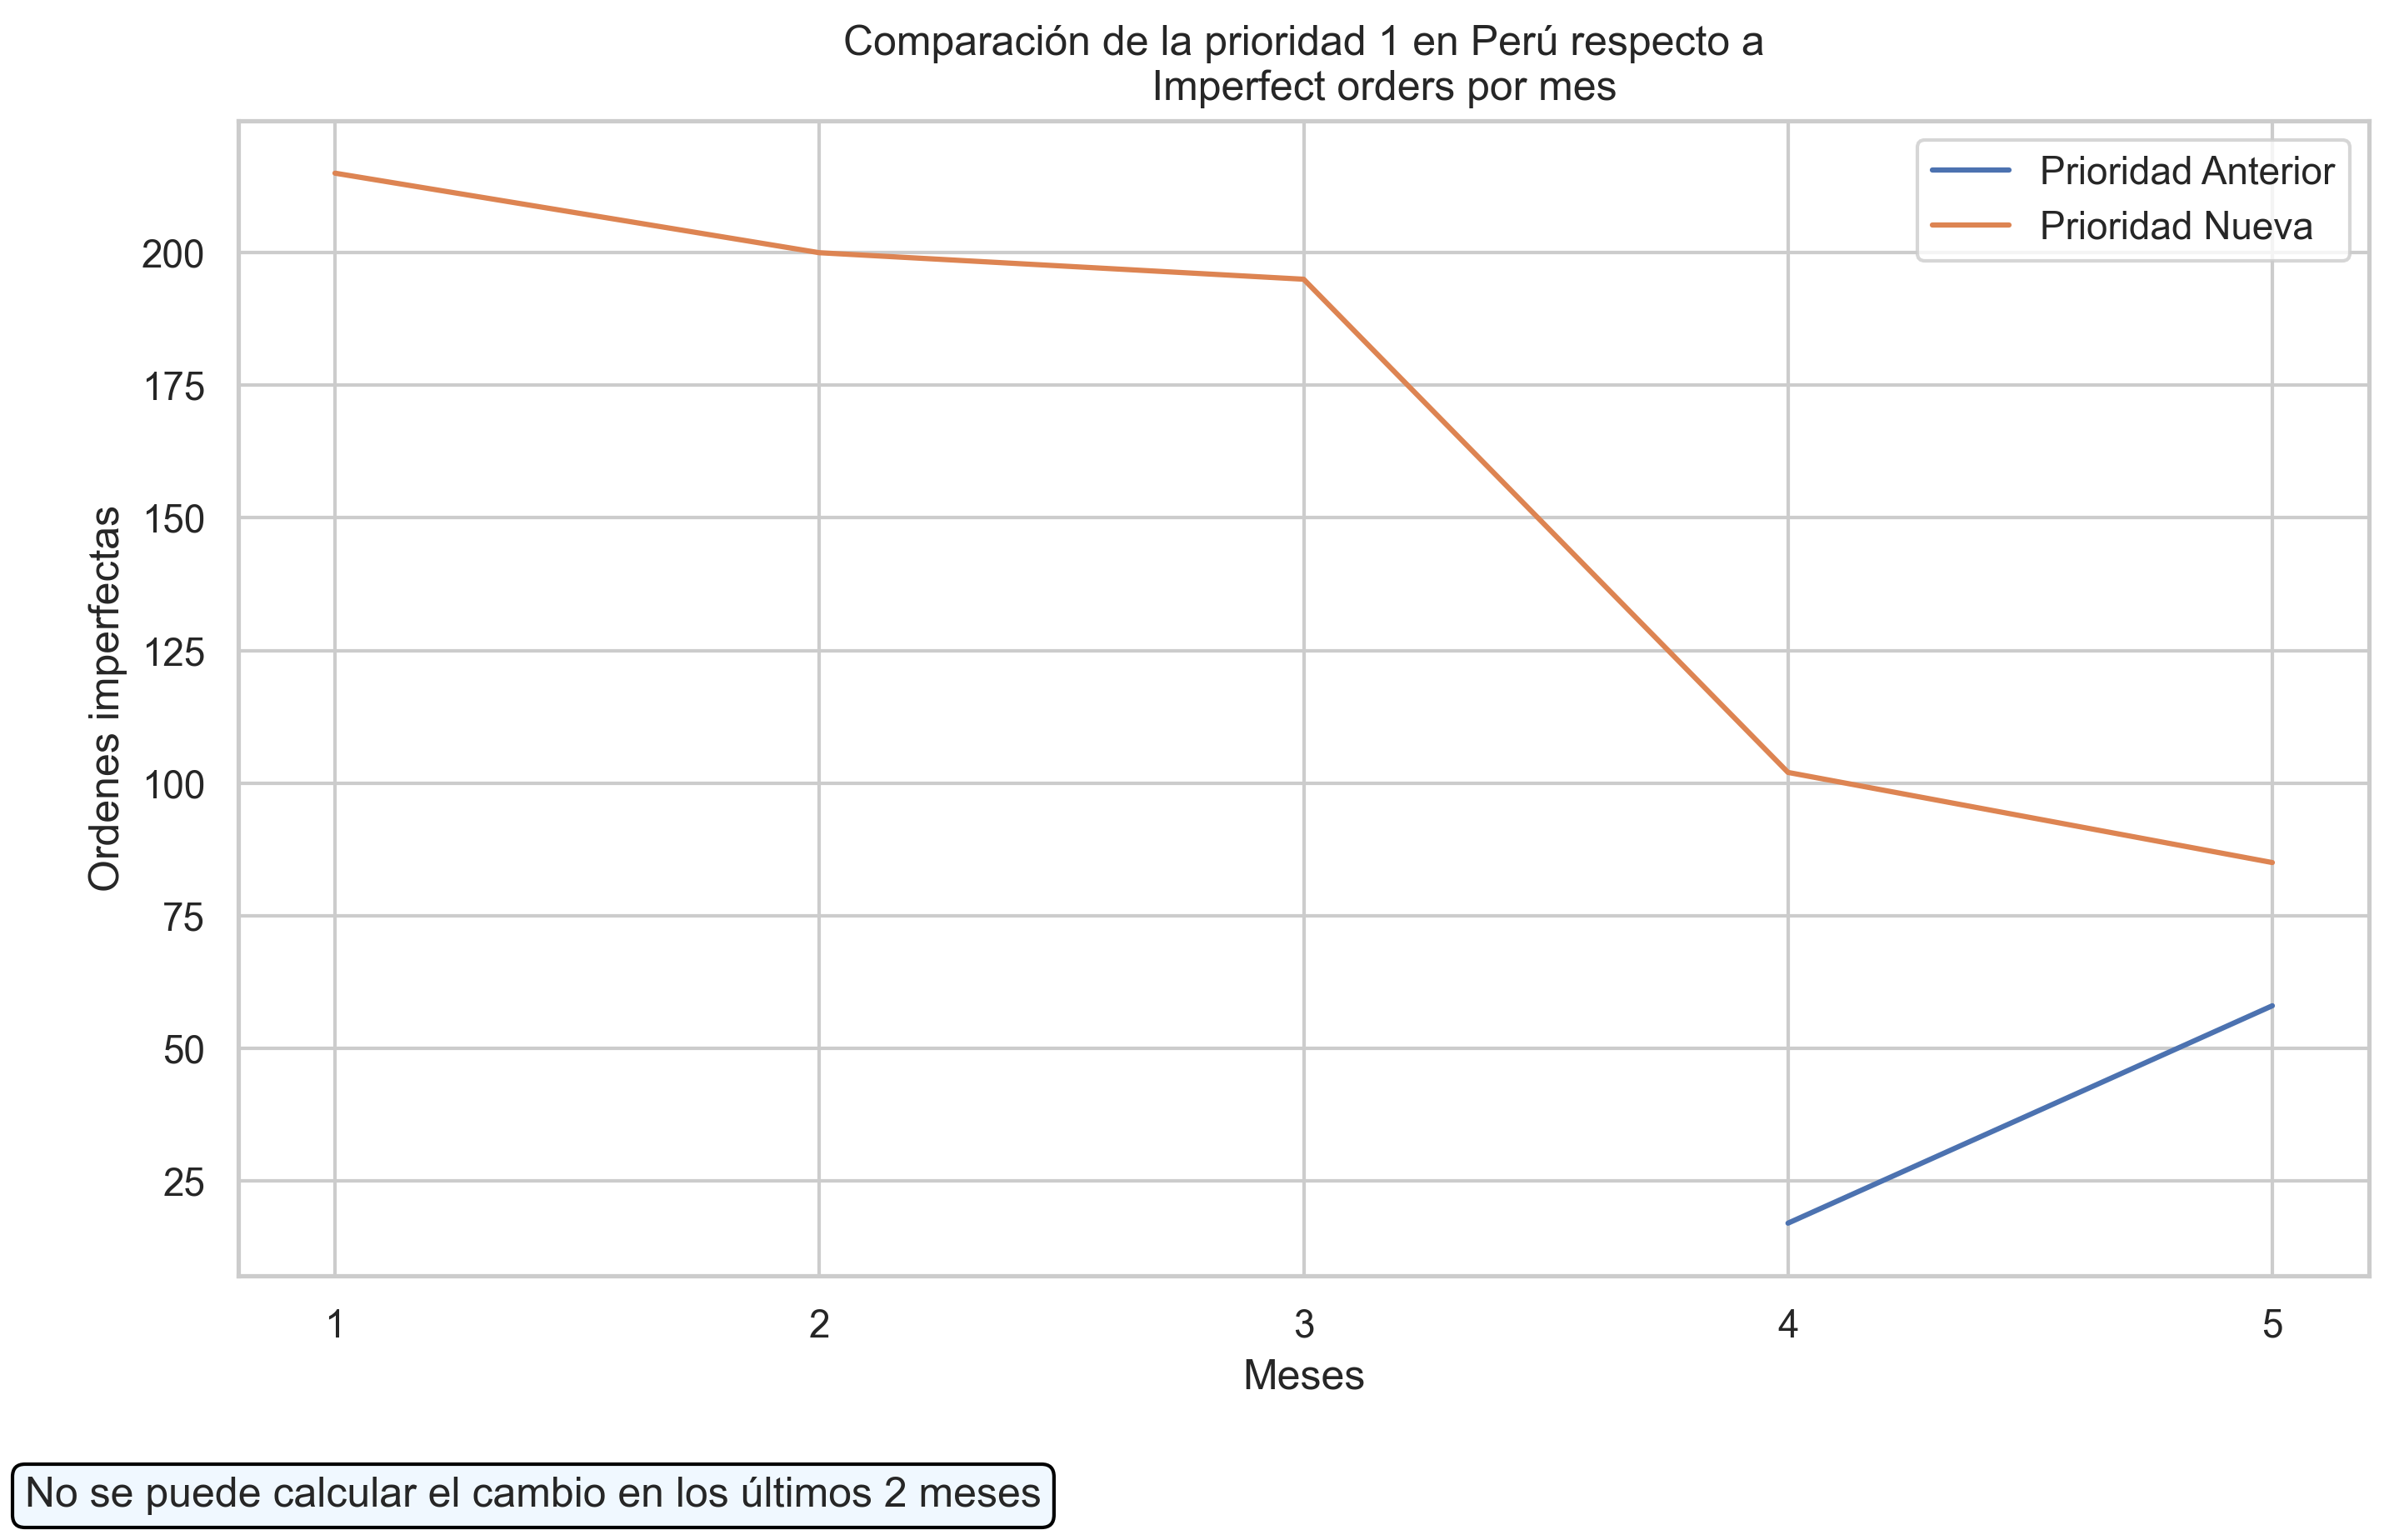 Comparación de la prioridad 1 en Perú respecto a
Imperfect orders por mes
Prioridad Anterior
Prioridad Nueva
Ordenes imperfectas
200
175
150
125
100
75
50
25
1 2 3 4 5
Meses
No se puede calcular el cambio en los últimos 2 meses